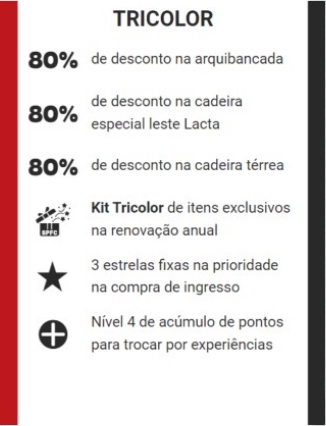 TRICOLOR
80% de desconto na arquibancada
80% de desconto na cadeira
especial leste Lacta
80% de desconto na cadeira térrea
Kit Tricolor de itens exclusivos
na renovação anual
SPFC
3 estrelas fixas na prioridade
na compra de ingresso
Nível 4 de acúmulo de pontos
para trocar por experiências